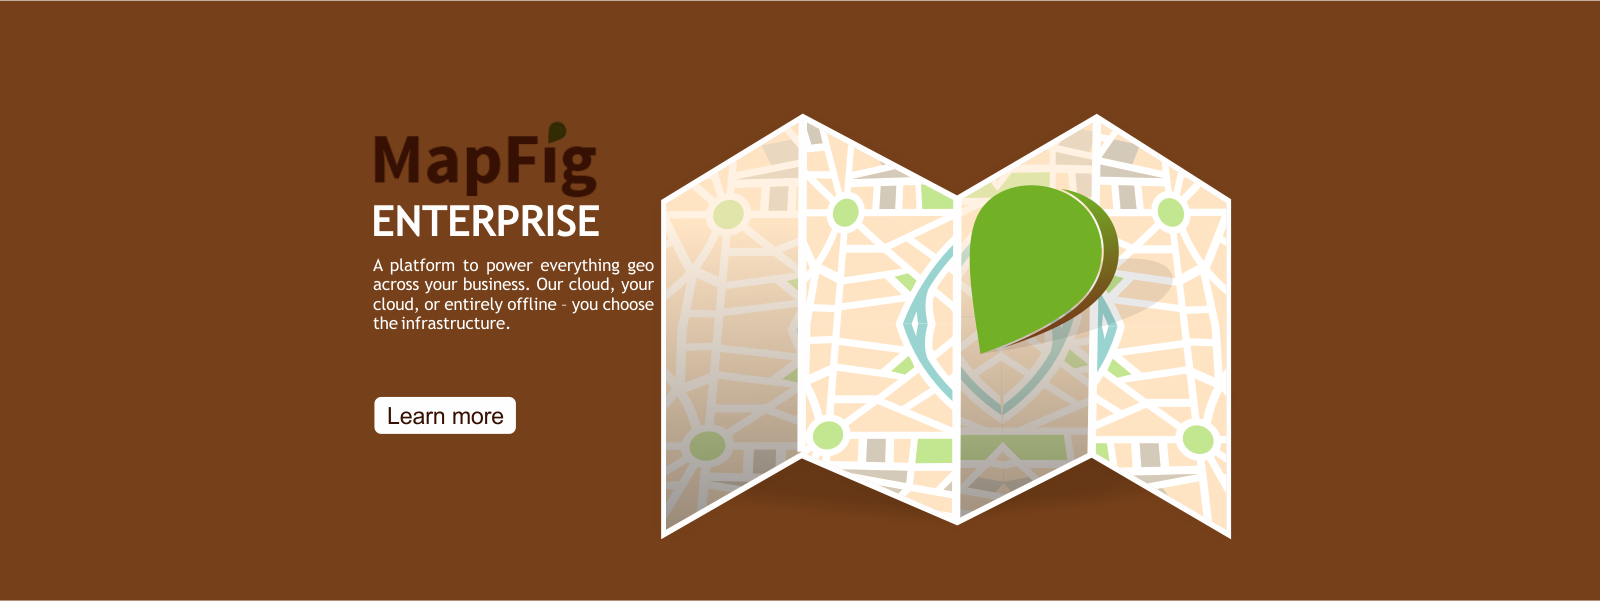 MapFig
ENTERPRISE
A platform to power everything geo
across your business. Our cloud, your
cloud, or entirely offline - you choose
the infrastructure.
Learn more